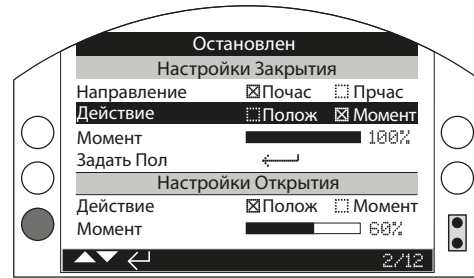 Остановлен
Настройки Закрытия
Направление Почас Прчас
Действие Полож Момент
Момент 100%
Задать Пол
Настройки Открытия
Действие Полож Момент
Момент 60%
2/12